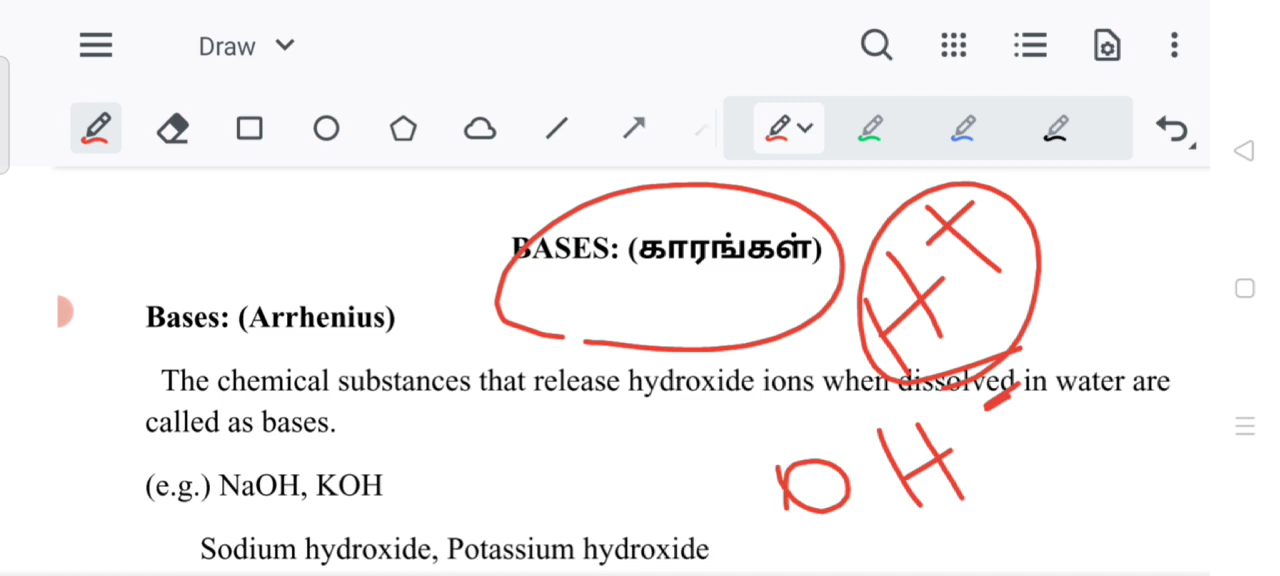 Draw
BASES: (காரங்கள்)
H+
Bases: (Arrhenius)
The chemical substances that release hydroxide ions when dissolved in water are
called as bases.
OH-
(e.g.) NaOH, KOH
Sodium hydroxide, Potassium hydroxide